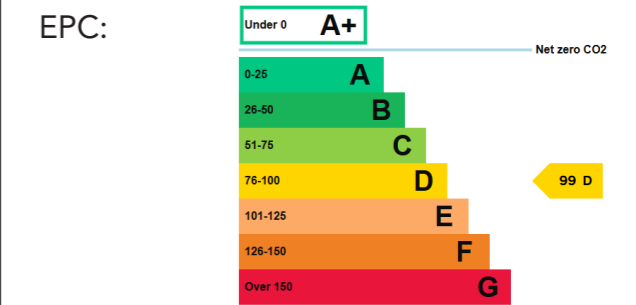 EPC:
Under 0 A+
Net zero CO2
0-25 A
26-50 B
51-75 C
76-100 D 99 D
101-125 E
126-150 F
Over 150 G